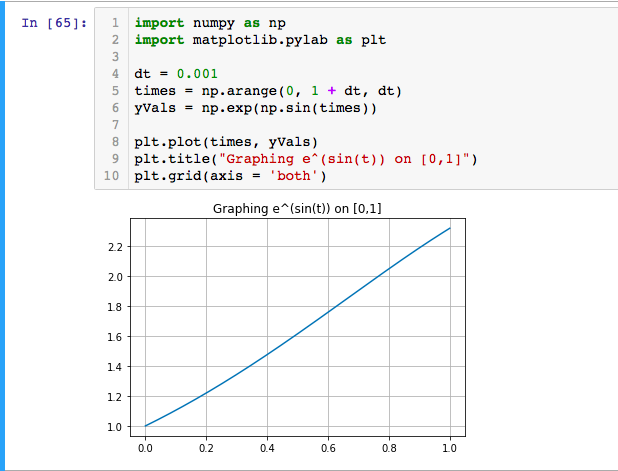 In [65]:
1 import numpy as np
2 import matplotlib.pylab as plt
3
4 dt = 0.001
5 times = np.arange(0, 1 + dt, dt)
6 yVals = np.exp(np.sin(times))
7
8 plt.plot(times, yVals)
9 plt.title("Graphing e^(sin(t)) on [0,1]")
10 plt.grid(axis = 'both')
Graphing e^(sin(t)) on [0,1]
2.2
2.0
1.8
1.6
1.4
1.2
1.0
0.0 0.2 0.4 0.6 0.8 1.0